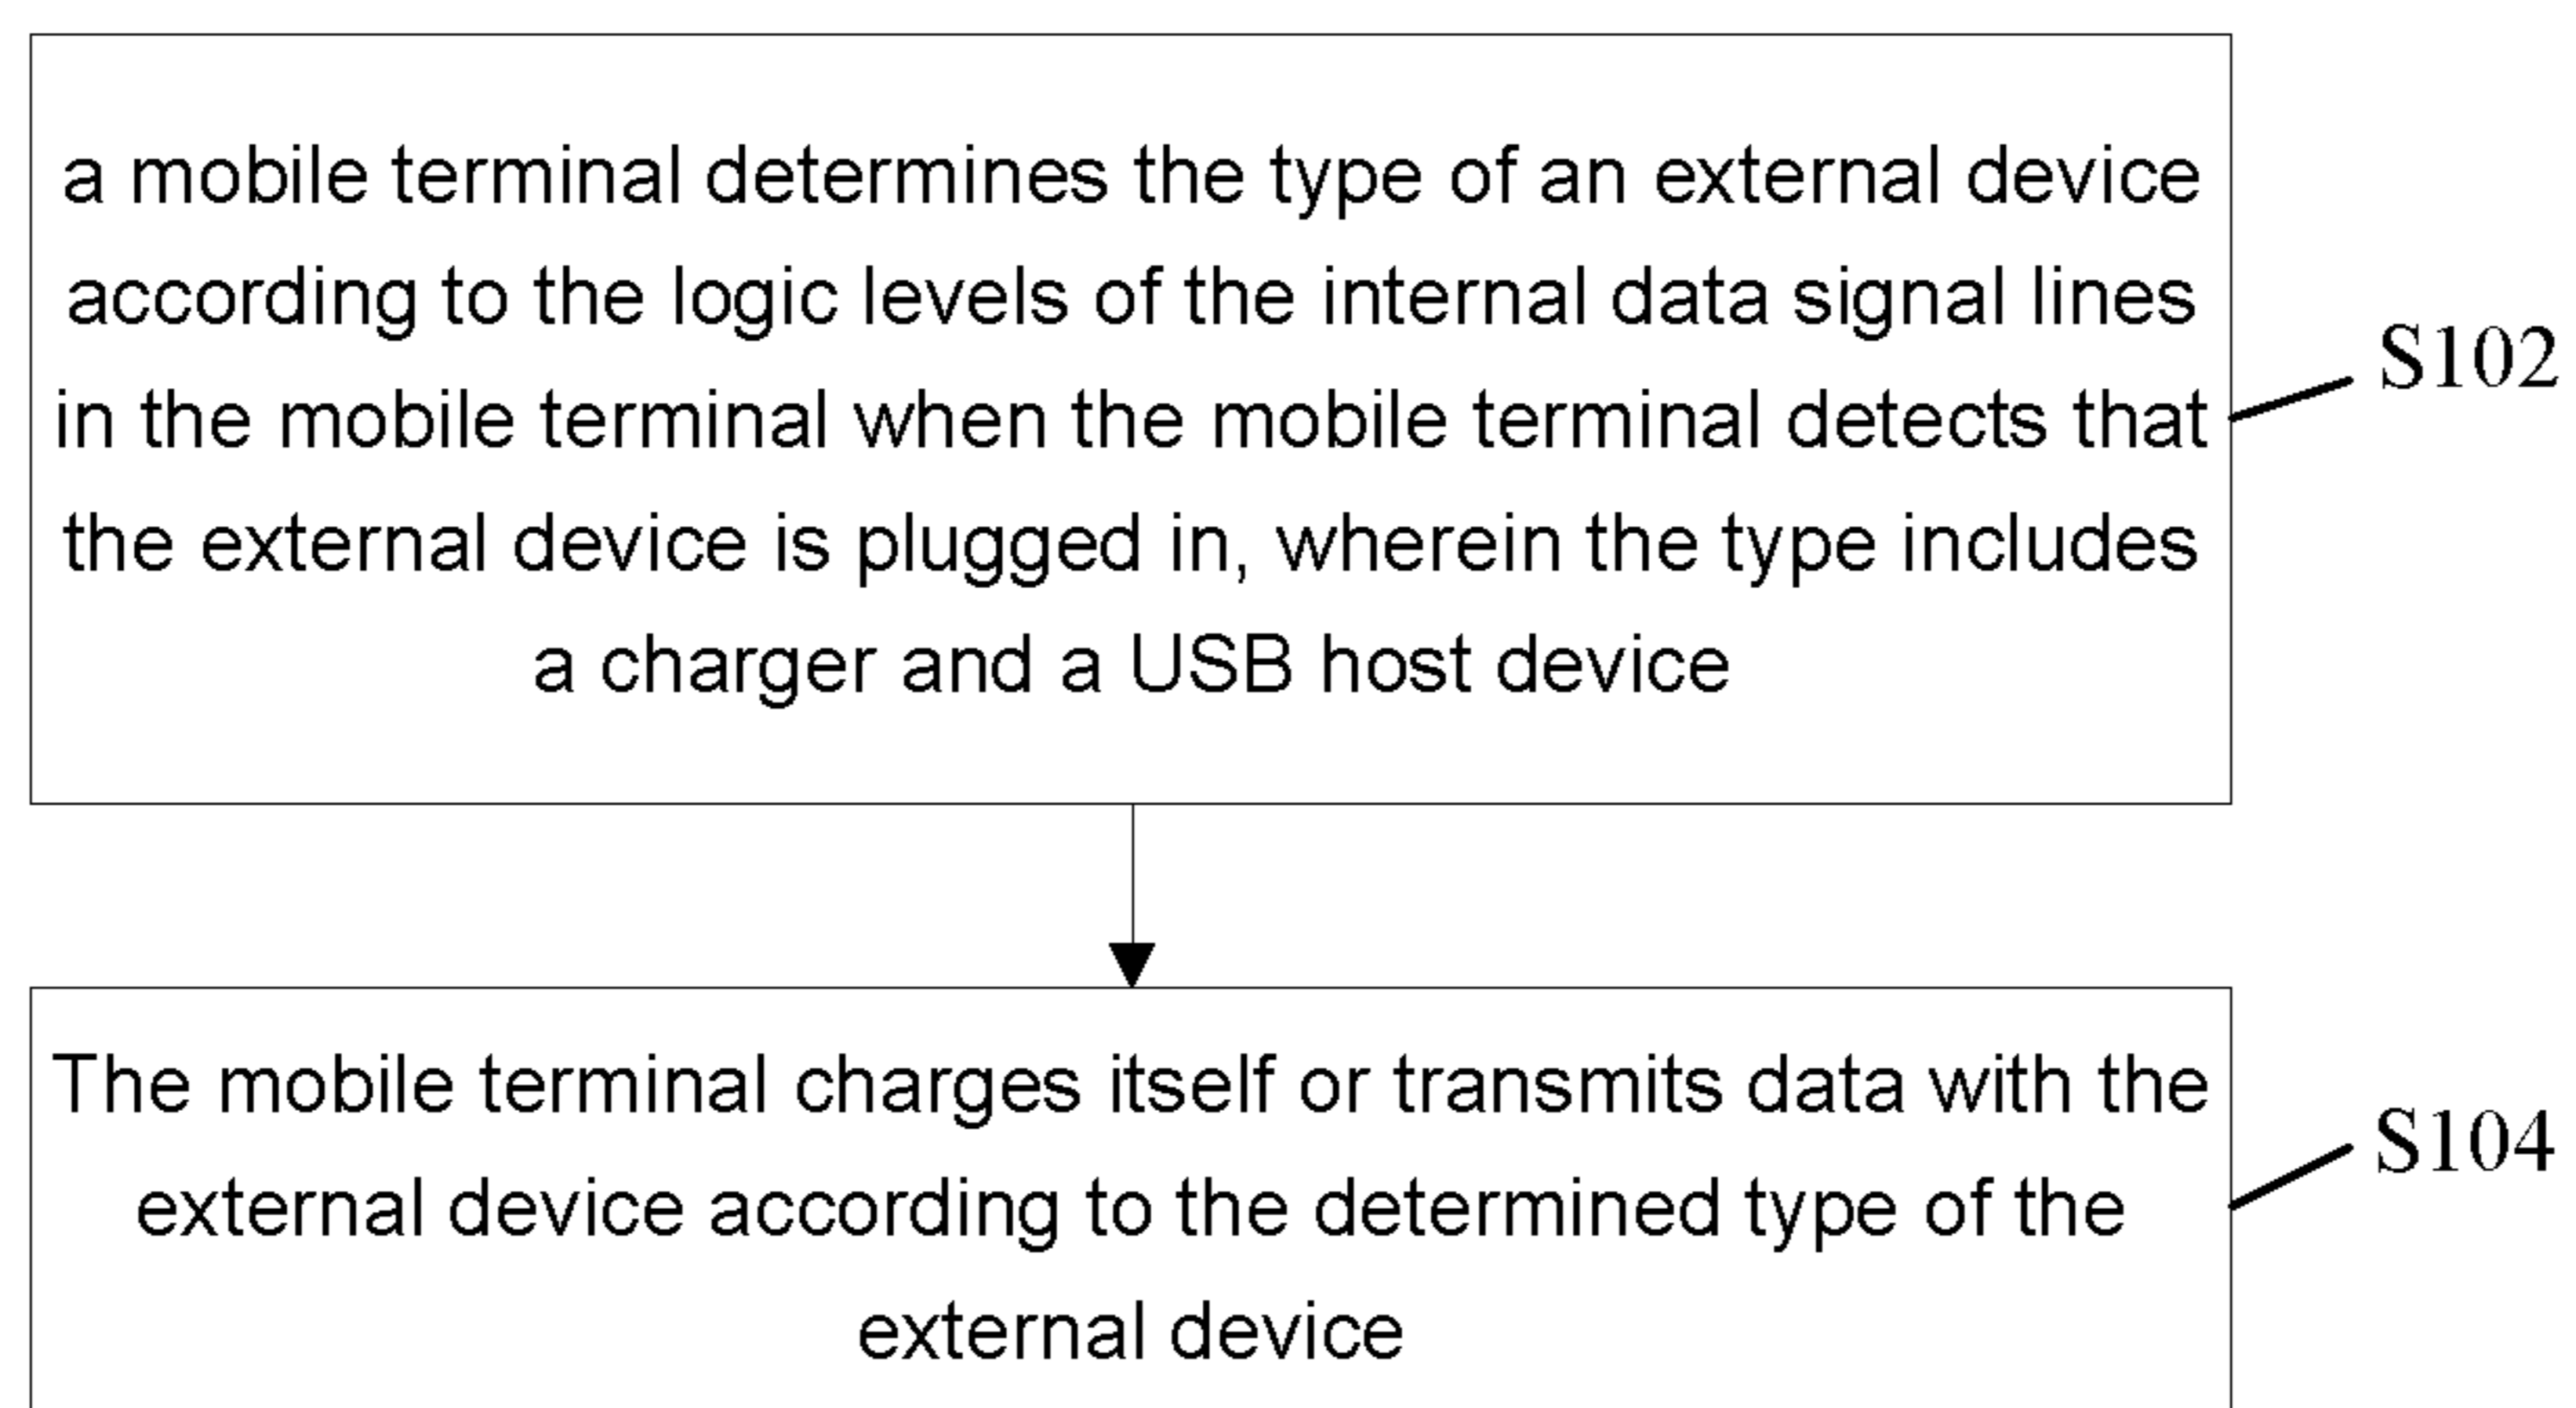 a mobile terminal determines the type of an external device
according to the logic levels of the internal data signal lines
in the mobile terminal when the mobile terminal detects that
the external device is plugged in, wherein the type includes
a charger and a USB host device
S102
The mobile terminal charges itself or transmits data with the
external device according to the determined type of the
external device
S104